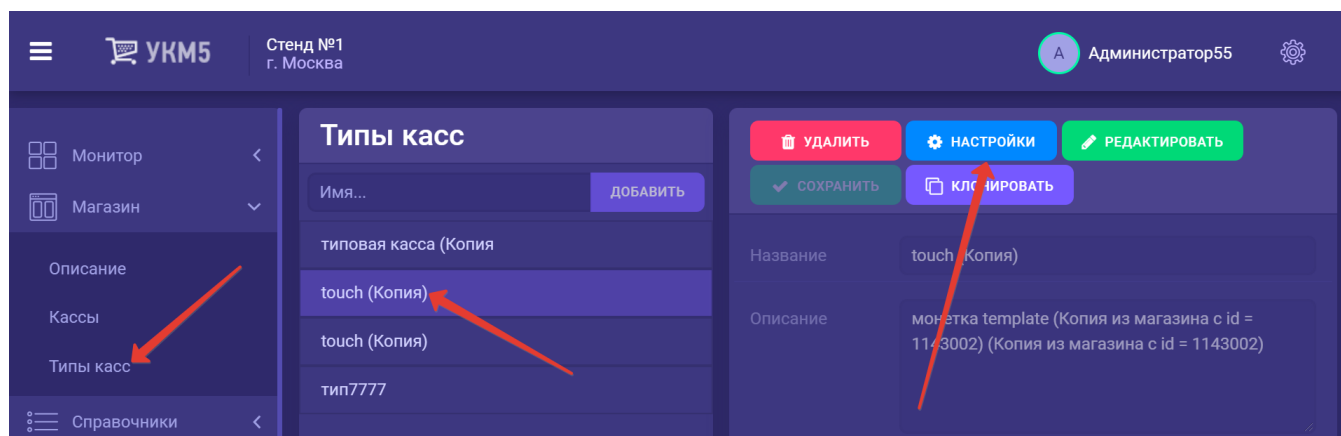 УКМ5
Стенд №1
г. Москва
А
Администратор55
Монитор
Магазин
Описание
Кассы
Типы касс
Справочники
Типы касс
Имя...
ДОБАВИТЬ
типовая касса (Копия
touch (Копия)
touch (Копия)
тип7777
УДАЛИТЬ
НАСТРОЙКИ
РЕДАКТИРОВАТЬ
СОХРАНИТЬ
КЛОНИРОВАТЬ
Название
touch (Копия)
Описание
монетка template (Копия из магазина с id =
1143002) (Копия из магазина с id = 1143002)